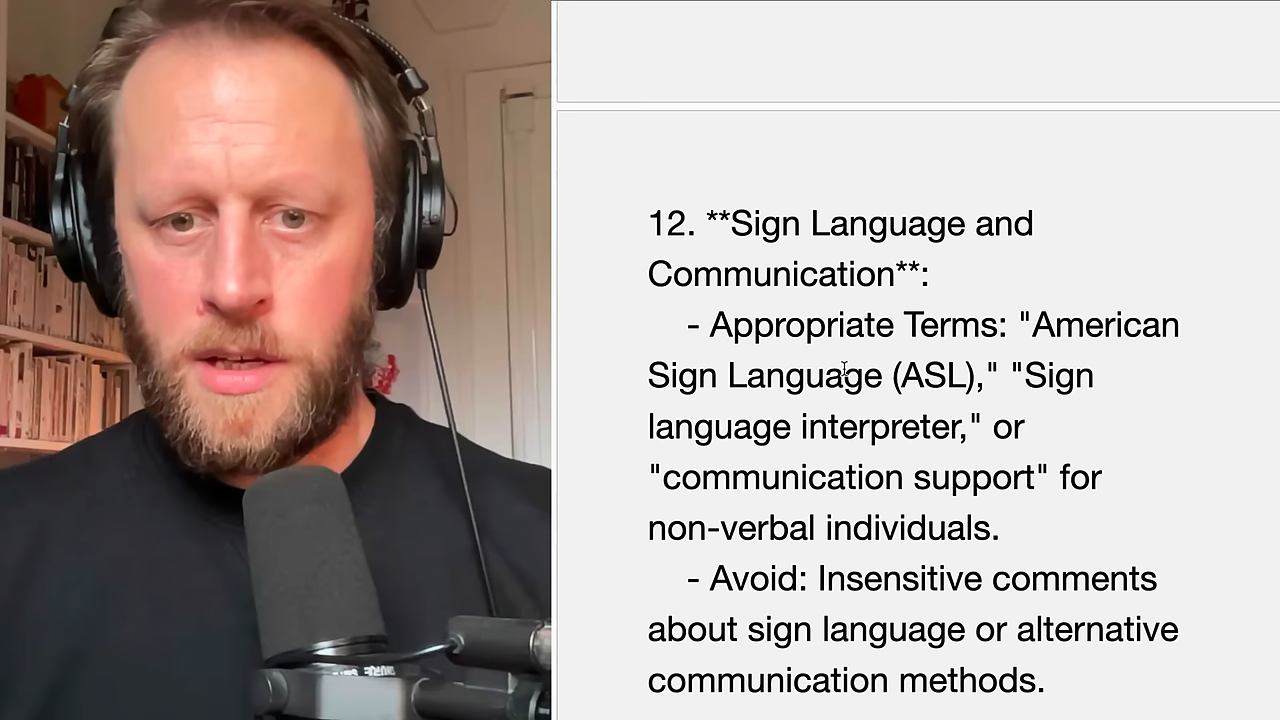 12. **Sign Language and
Communication**:
- Appropriate Terms: "American
Sign Language (ASL)," "Sign
language interpreter," or
"communication support" for
non-verbal individuals.
- Avoid: Insensitive comments
about sign language or alternative
communication methods.